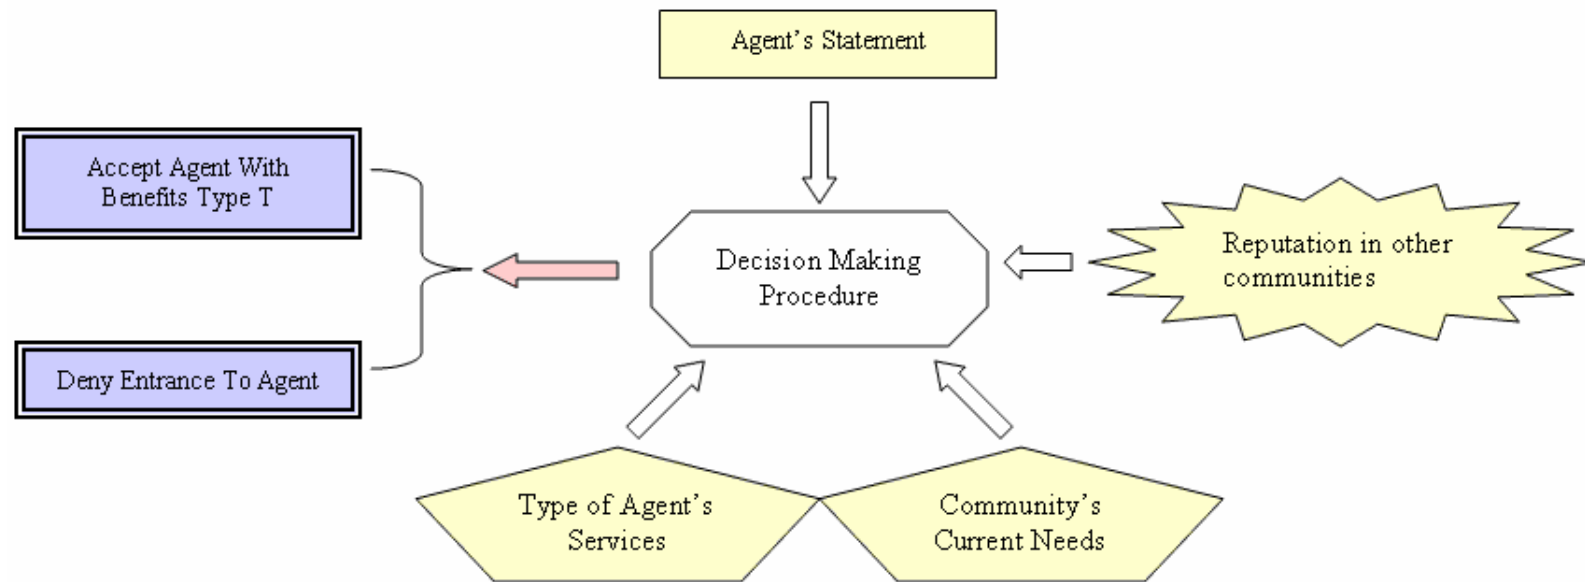 Agent’s Statement
Accept Agent With
Benefits Type T
Decision Making
Procedure
Reputation in other
communities
Deny Entrance To Agent
Type of Agent’s
Services
Community’s
Current Needs